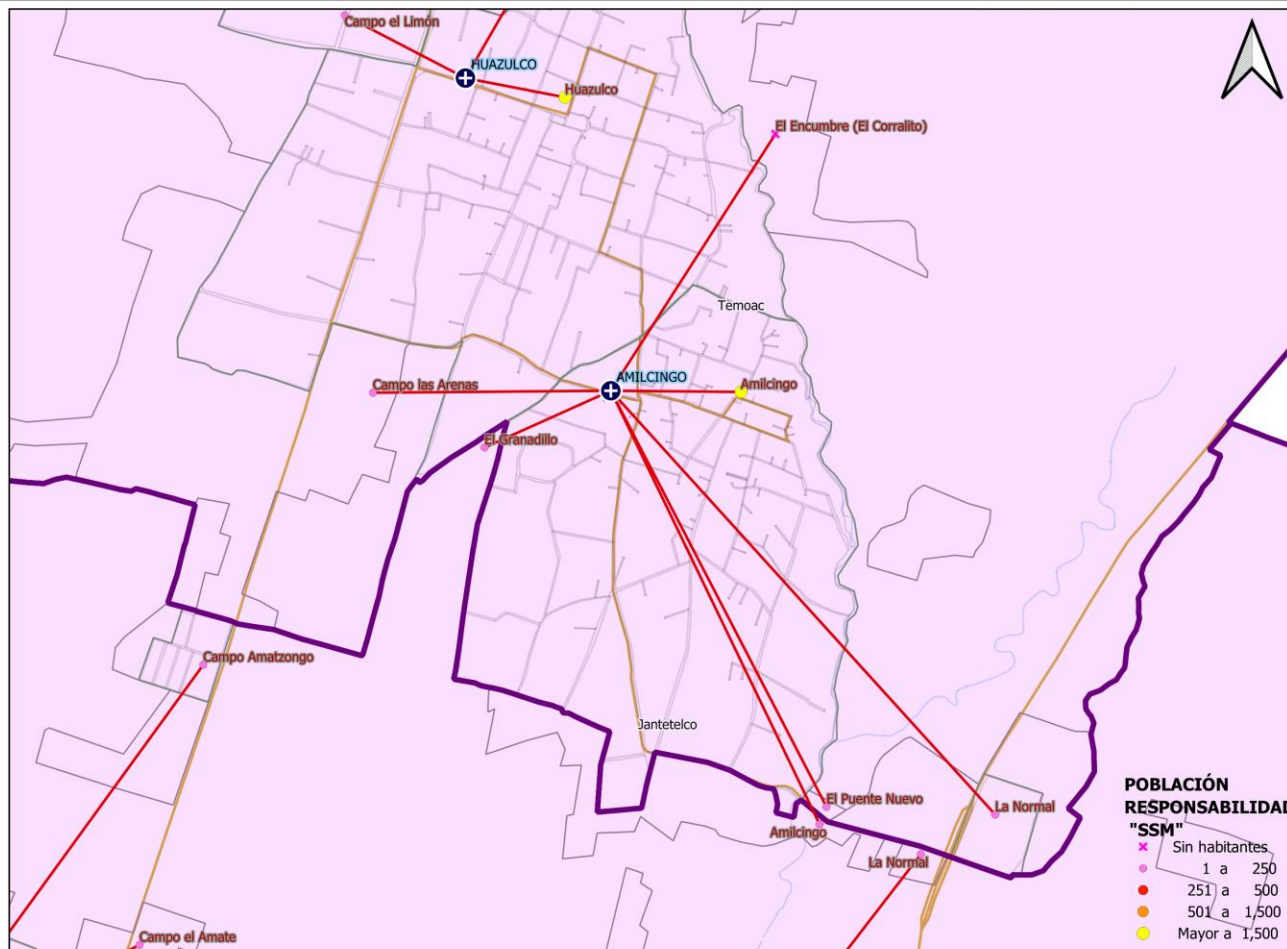 Campo el Limón
HUAZULCO
Huazulco
El Encumbre (El Corralito)
Temoac
AMILCINGO
Campo las Arenas
Amilcingo
El Granadillo
Campo Amatzongo
Jantetelco
El Puente Nuevo
La Normal
Amilcingo
La Normal
Campo el Amate
POBLACIÓN
RESPONSABILIDAD
"SSM"
Sin habitantes
1 a 250
251 a 500
501 a 1,500
Mayor a 1,500